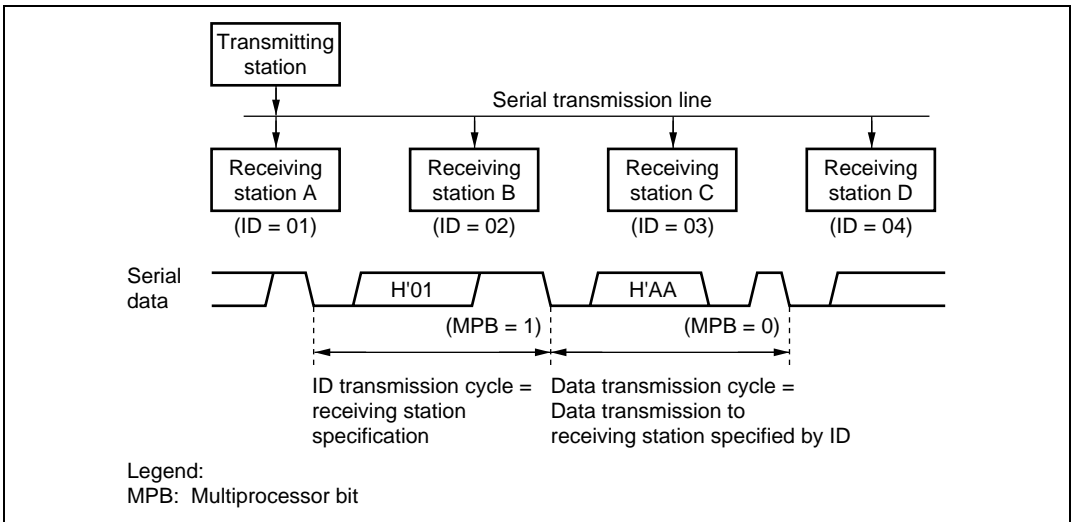 Transmitting
station
Serial transmission line
Receiving
station A
(ID = 01)
Receiving
station B
(ID = 02)
Receiving
station C
(ID = 03)
Receiving
station D
(ID = 04)
Serial
data
H'01
H'AA
(MPB = 1)
(MPB = 0)
ID transmission cycle =
receiving station
specification
Data transmission cycle =
Data transmission to
receiving station specified by ID
Legend:
MPB: Multiprocessor bit